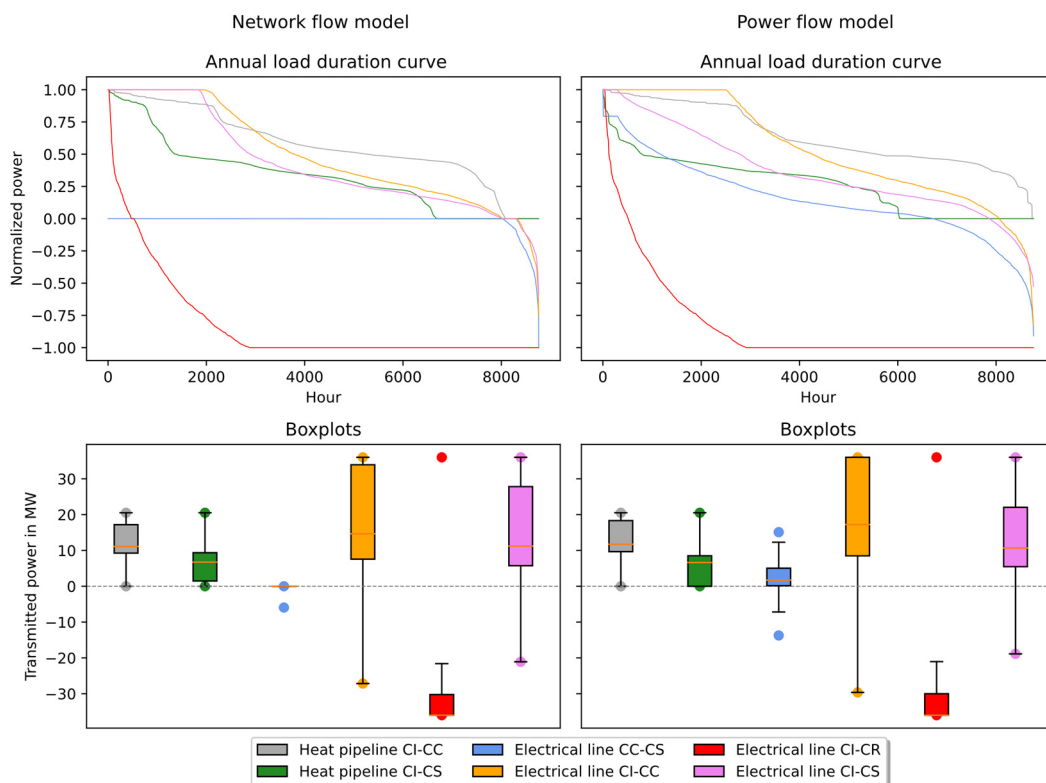 Network flow model
Power flow model
Annual load duration curve
Annual load duration curve
Normalized power
1.00
0.75
0.50
0.25
0.00
−0.25
−0.50
−0.75
−1.00
0 2000 4000 6000 8000
Hour
0 2000 4000 6000 8000
Hour
Boxplots
Boxplots
Transmitted power in MW
30
20
10
0
−10
−20
−30
Heat pipeline CI-CC
Heat pipeline CI-CS
Electrical line CC-CS
Electrical line CI-CC
Electrical line CI-CR
Electrical line CI-CS